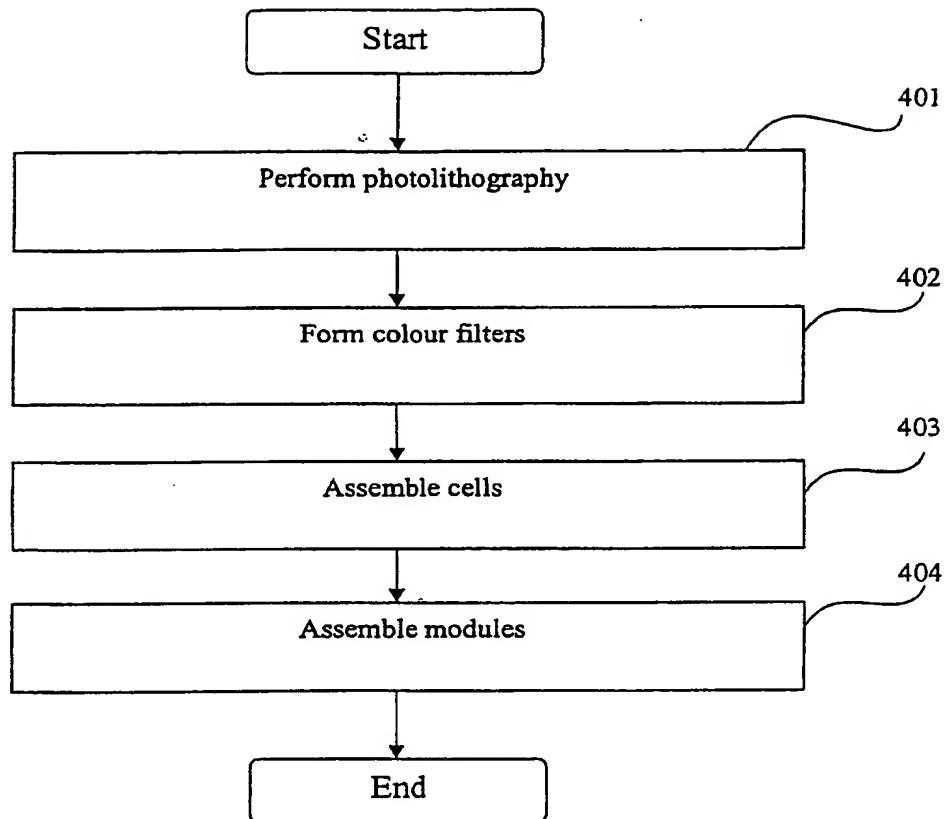 Start
401
Perform photolithography
402
Form colour filters
403
Assemble cells
404
Assemble modules
End